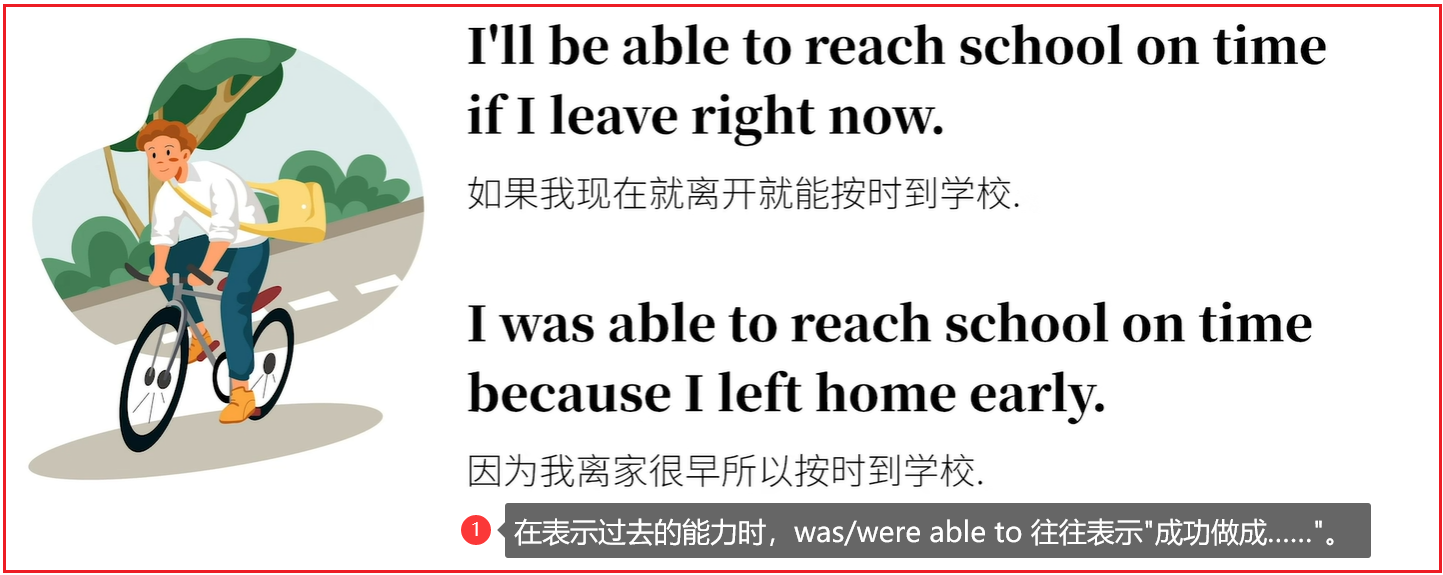 I'll be able to reach school on time
if I leave right now.
如果我现在就离开就能按时到学校.
I was able to reach school on time
because I left home early.
因为我离家很早所以按时到学校.
1 在表示过去的能力时，was/were able to 往往表示"成功做成……"。